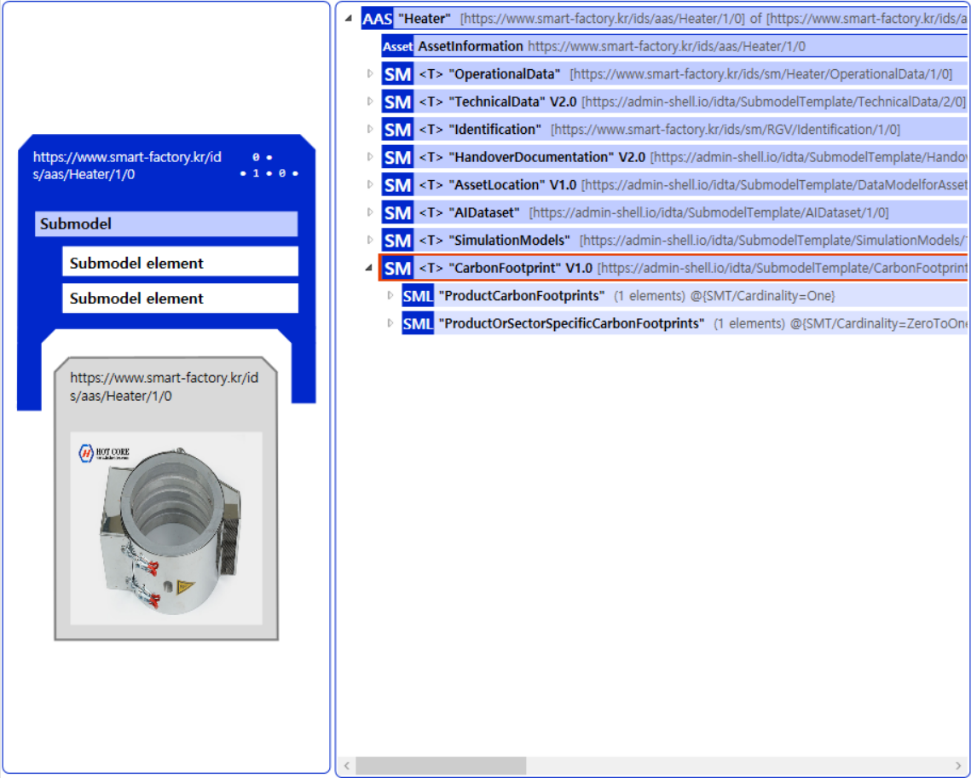 https://www.smart-factory.kr/id
s/aas/Heater/1/0
0 •
• 1 • 0 •
Submodel
Submodel element
Submodel element
https://www.smart-factory.kr/id
s/aas/Heater/1/0
HOT CORE
AAS "Heater" [https://www.smart-factory.kr/ids/aas/Heater/1/0] of [https://www.smart-factory.kr/ids/a
Asset AssetInformation https://www.smart-factory.kr/ids/aas/Heater/1/0
SM <T> "OperationalData" [https://www.smart-factory.kr/ids/sm/Heater/OperationalData/1/0]
SM <T> "TechnicalData" V2.0 [https://admin-shell.io/idta/SubmodelTemplate/TechnicalData/2/0]
SM <T> "Identification" [https://www.smart-factory.kr/ids/sm/RGV/Identification/1/0]
SM <T> "HandoverDocumentation" V2.0 [https://admin-shell.io/idta/SubmodelTemplate/Handov
SM <T> "AssetLocation" V1.0 [https://admin-shell.io/idta/SubmodelTemplate/DataModelforAsset
SM <T> "AIDataset" [https://admin-shell.io/idta/SubmodelTemplate/AIDataset/1/0]
SM <T> "SimulationModels" [https://admin-shell.io/idta/SubmodelTemplate/SimulationModels/
SM <T> "CarbonFootprint" V1.0 [https://admin-shell.io/idta/SubmodelTemplate/CarbonFootprint
SML "ProductCarbonFootprints" (1 elements) @{SMT/Cardinality=One}
SML "ProductOrSectorSpecificCarbonFootprints" (1 elements) @{SMT/Cardinality=ZeroToOne